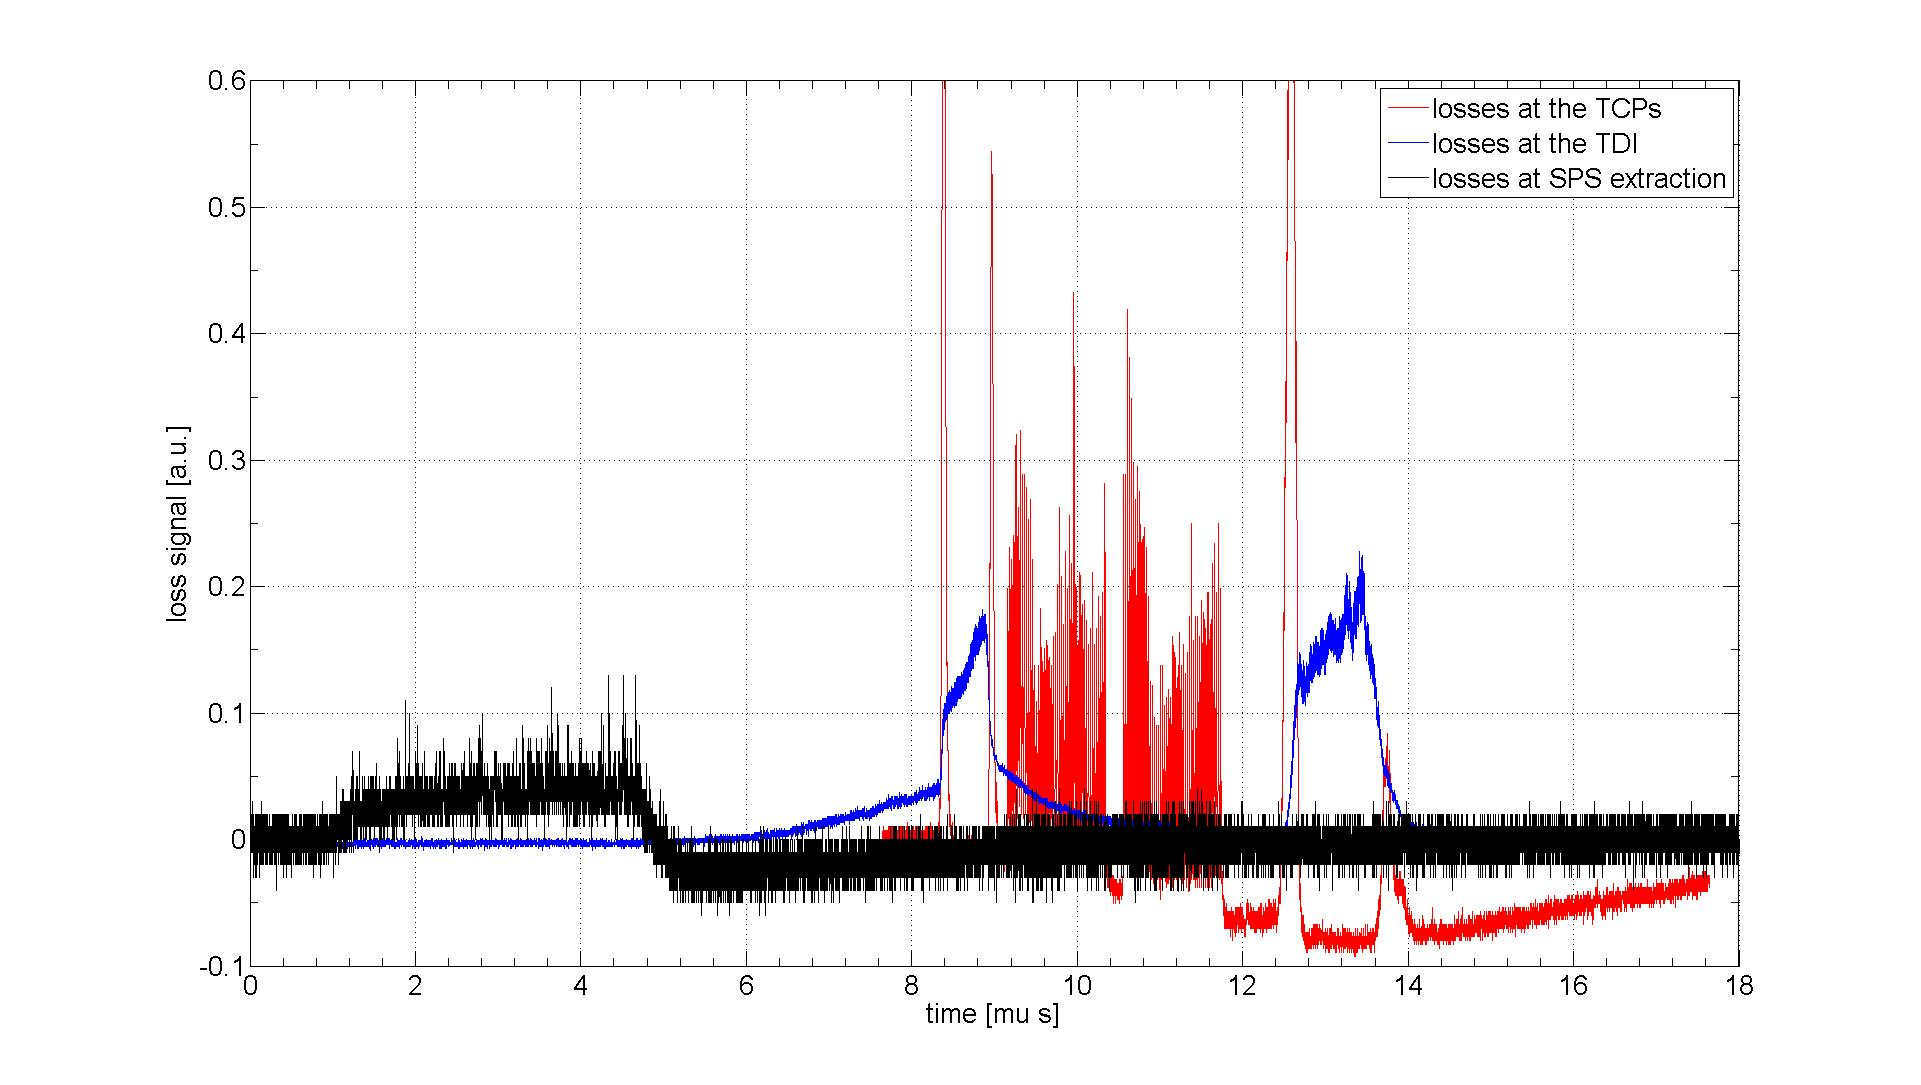 losses at the TCPs
losses at the TDI
losses at SPS extraction
loss signal [a.u.]
0.6
0.5
0.4
0.3
0.2
0.1
0
-0.1
0 2 4 6 8 10 12 14 16 18
time [mu s]